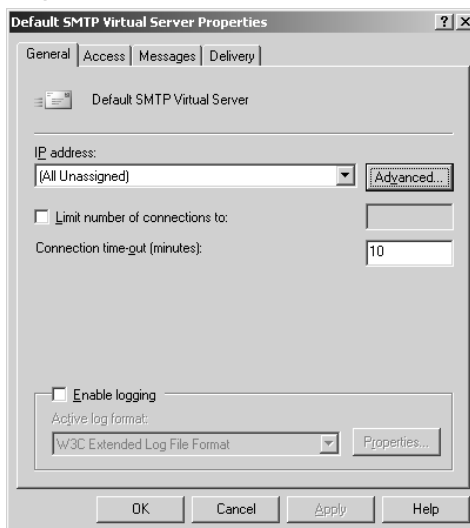 Default SMTP Virtual Server Properties ? X
General Access Messages Delivery
Default SMTP Virtual Server
IP address:
(All Unassigned) Advanced...
Limit number of connections to:
Connection time-out (minutes): 10
Enable logging
Active log format:
W3C Extended Log File Format Properties...
OK Cancel Apply Help